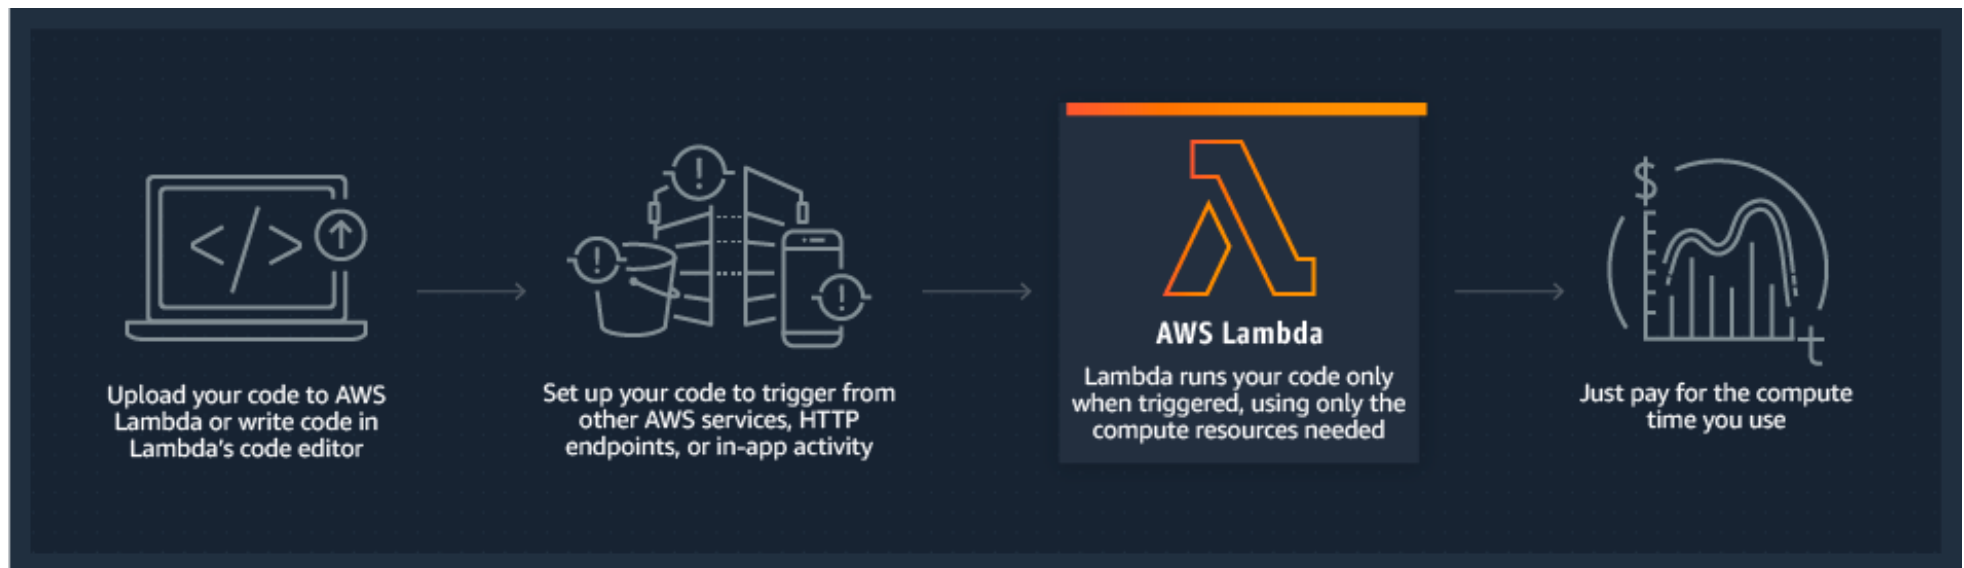 </>
Upload your code to AWS
Lambda or write code in
Lambda's code editor
! ! !
Set up your code to trigger from
other AWS services, HTTP
endpoints, or in-app activity
AWS Lambda
Lambda runs your code only
when triggered, using only the
compute resources needed
$
t
Just pay for the compute
time you use